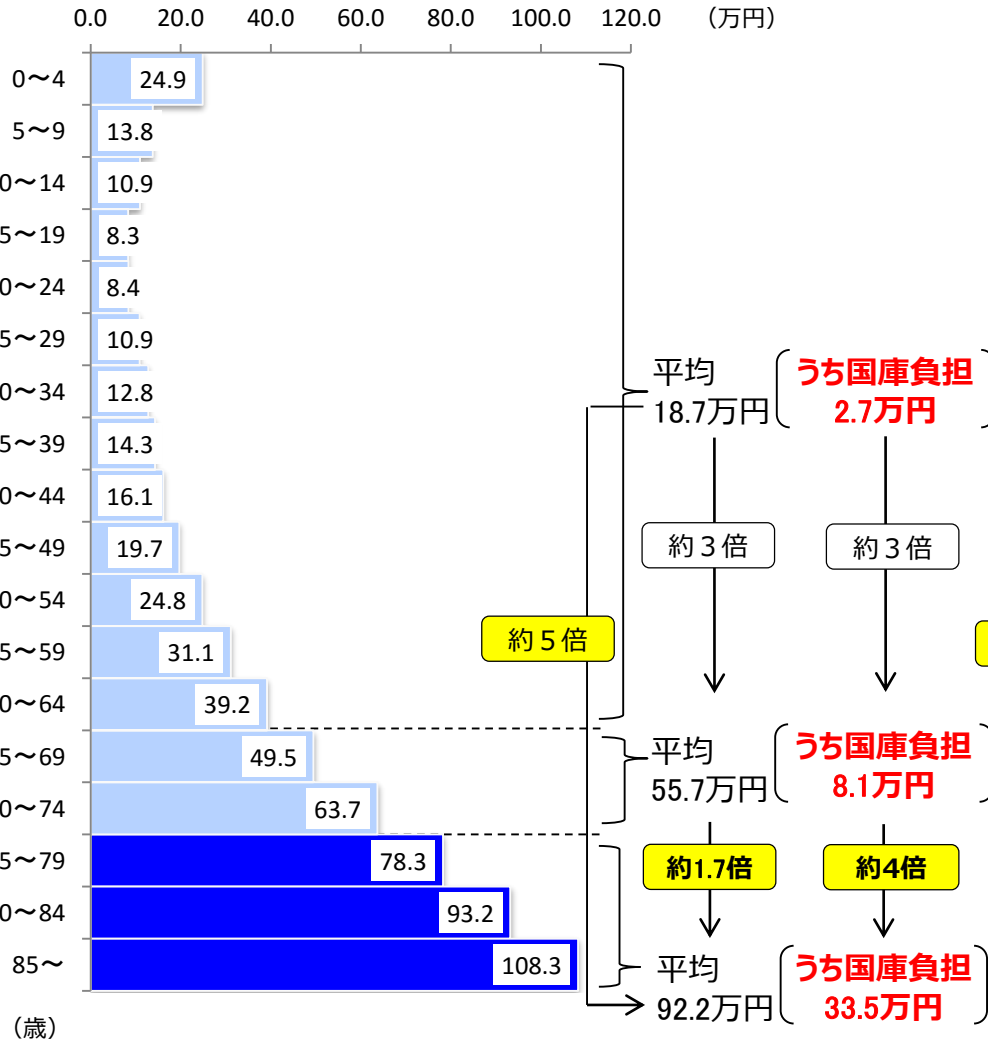 0.0 20.0 40.0 60.0 80.0 100.0 120.0 （万円）
0～4 24.9
5～9 13.8
0～14 10.9
5～19 8.3
0～24 8.4
5～29 10.9
0～34 12.8
5～39 14.3
0～44 16.1
5～49 19.7
0～54 24.8
5～59 31.1
0～64 39.2
5～69 49.5
0～74 63.7
5～79 78.3
0～84 93.2
85～ 108.3
（歳）
平均
18.7万円
うち国庫負担
2.7万円
約３倍
約３倍
約５倍
平均
55.7万円
うち国庫負担
8.1万円
約1.7倍
約4倍
平均
92.2万円
うち国庫負担
33.5万円